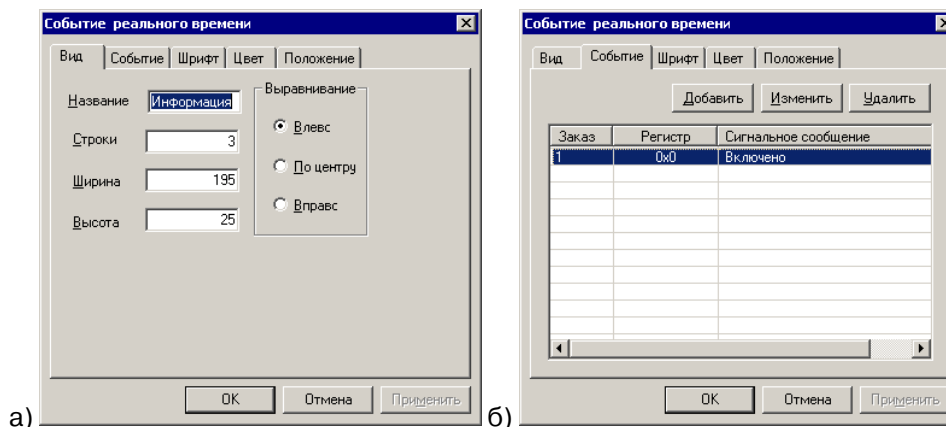 Событие реального времени
Вид Событие Шрифт Цвет Положение
Название Информация
Строки 3
Ширина 195
Высота 25
Выравнивание
Влевс
По центру
Вправс
OK Отмена Применить
а)
Событие реального времени
Вид Событие Шрифт Цвет Положение
Добавить Изменить Удалить
Заказ Регистр Сигнальное сообщение
1 0x0 Включено
OK Отмена Применить
б)